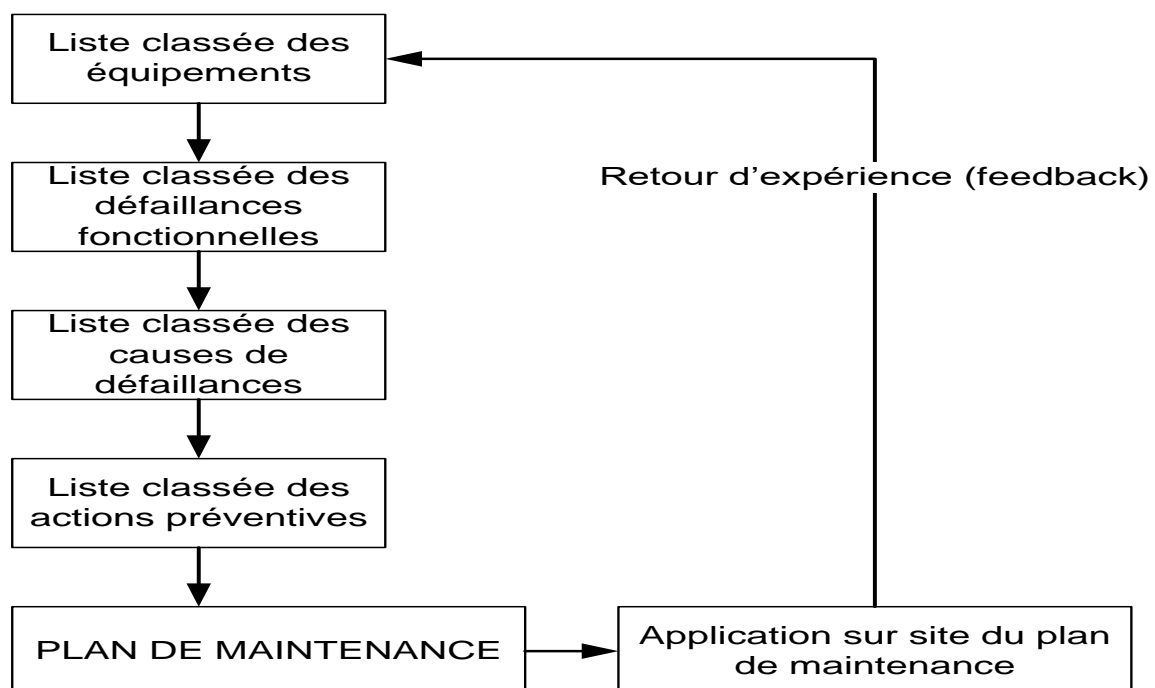 Liste classée des
équipements
Liste classée des
défaillances
fonctionnelles
Retour d’expérience (feedback)
Liste classée des
causes de
défaillances
Liste classée des
actions préventives
PLAN DE MAINTENANCE
Application sur site du plan
de maintenance